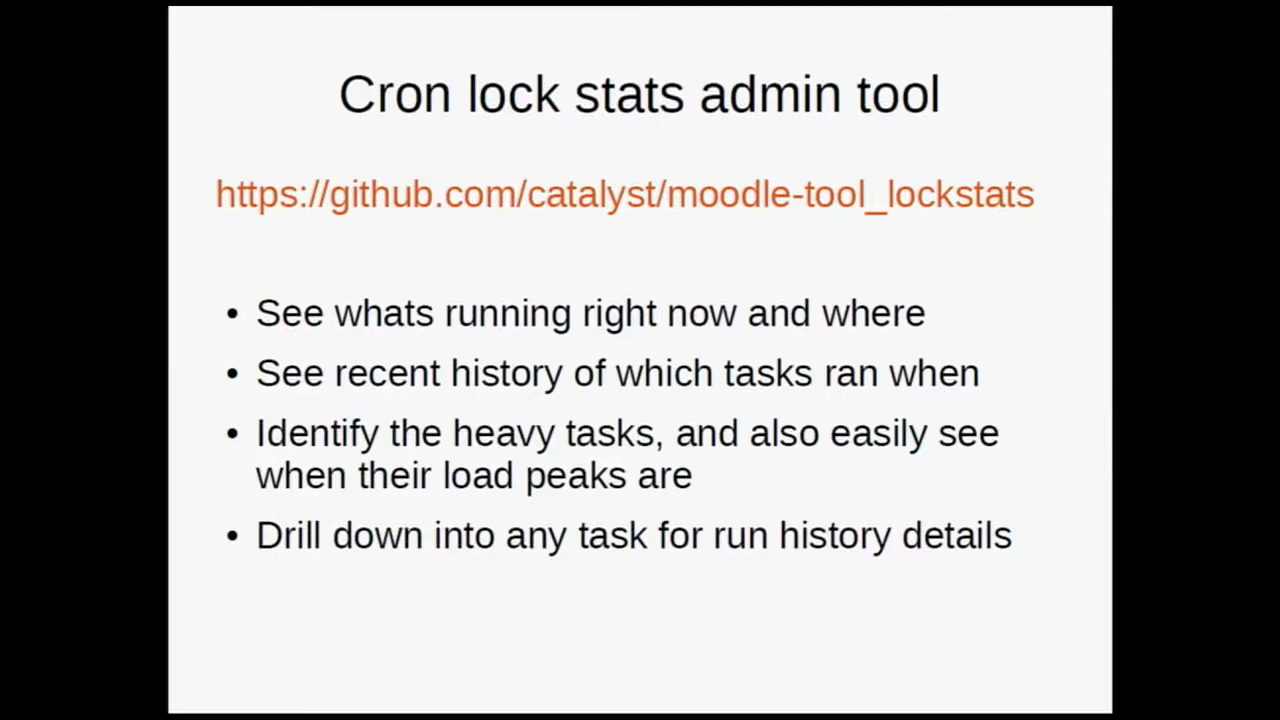 Cron lock stats admin tool
https://github.com/catalyst/moodle-tool_lockstats
• See whats running right now and where
• See recent history of which tasks ran when
• Identify the heavy tasks, and also easily see
when their load peaks are
• Drill down into any task for run history details